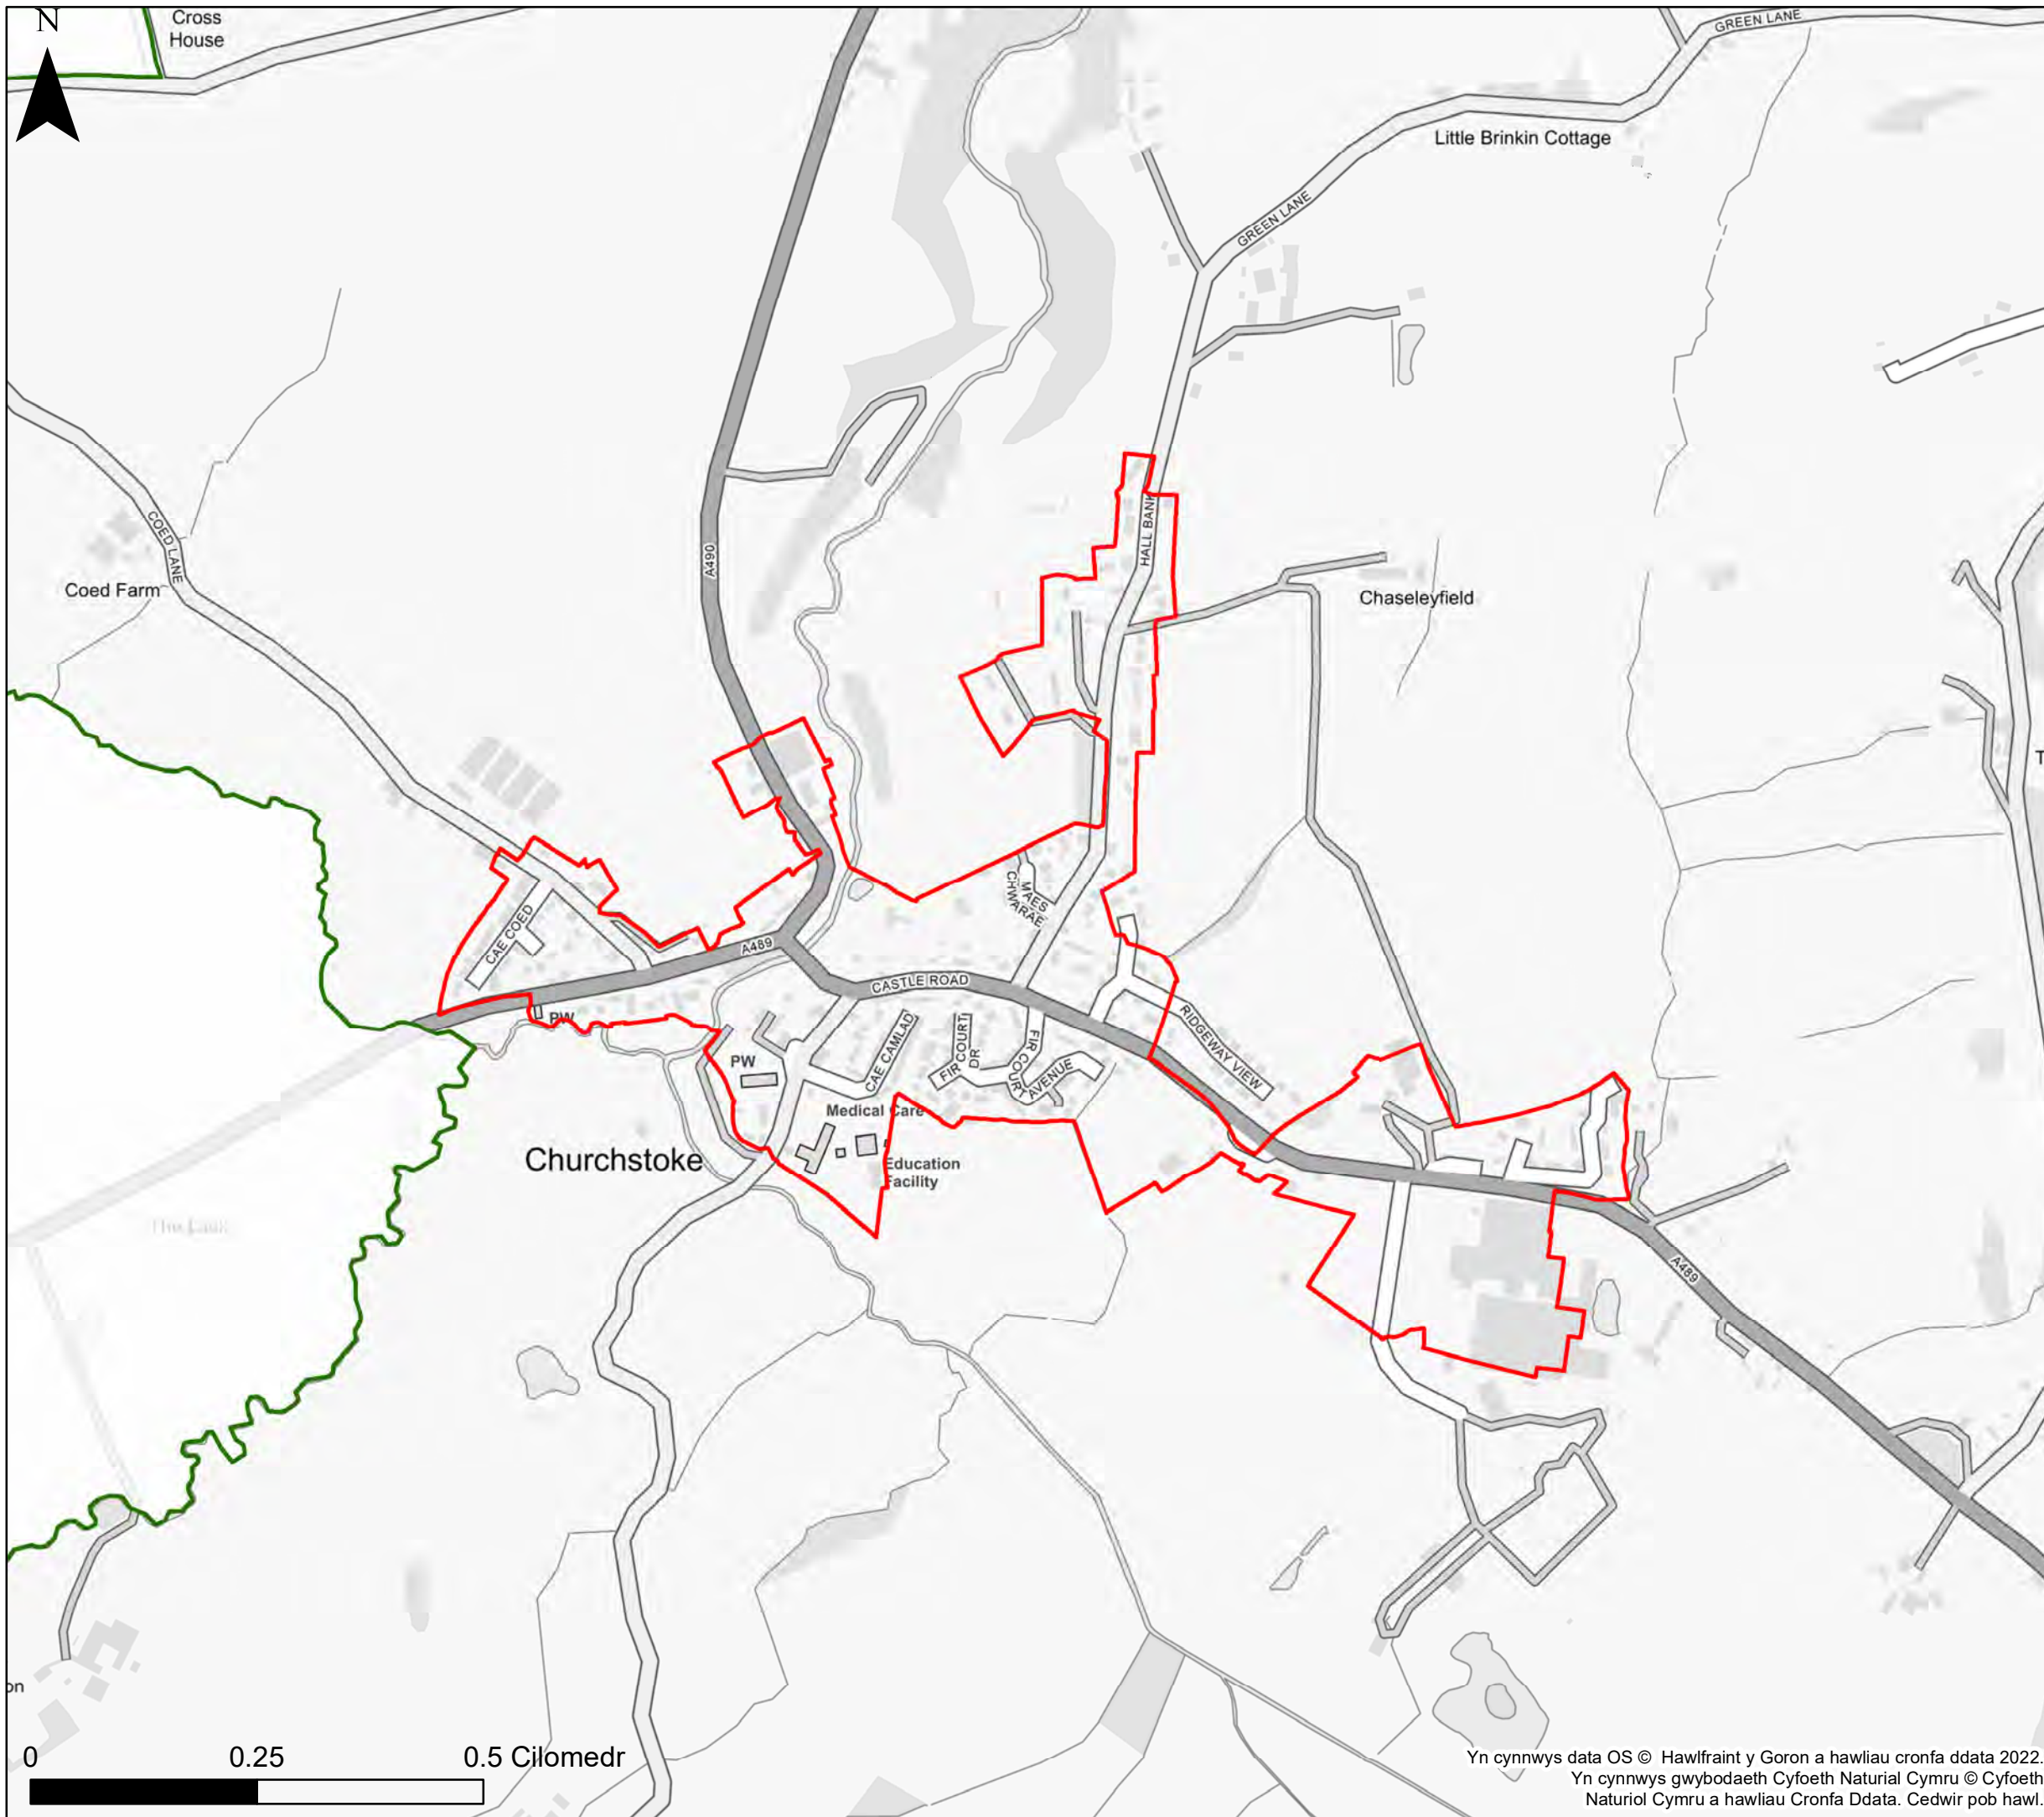 N
Cross
House
GREEN LANE
Little Brinkin Cottage
GREEN LANE
COED LANE
Coed Farm
A490
HALL BANK
Chaseleyfield
MAES
CHWARAE
CAE COED
A489
CASTLE ROAD
PW
PW
CAE CAMLAD
FIR COURT
DR
FIR COURT
AVENUE
RIDGEWAY VIEW
Medical Care
Education
Facility
Churchstoke
A489
T
on
0 0.25 0.5 Cilomedr
Yn cynnwys data OS © Hawlfraint y Goron a hawliau cronfa ddata 2022.
Yn cynnwys gwybodaeth Cyfoeth Naturial Cymru © Cyfoeth
Naturiol Cymru a hawliau Cronfa Ddata. Cedwir pob hawl.